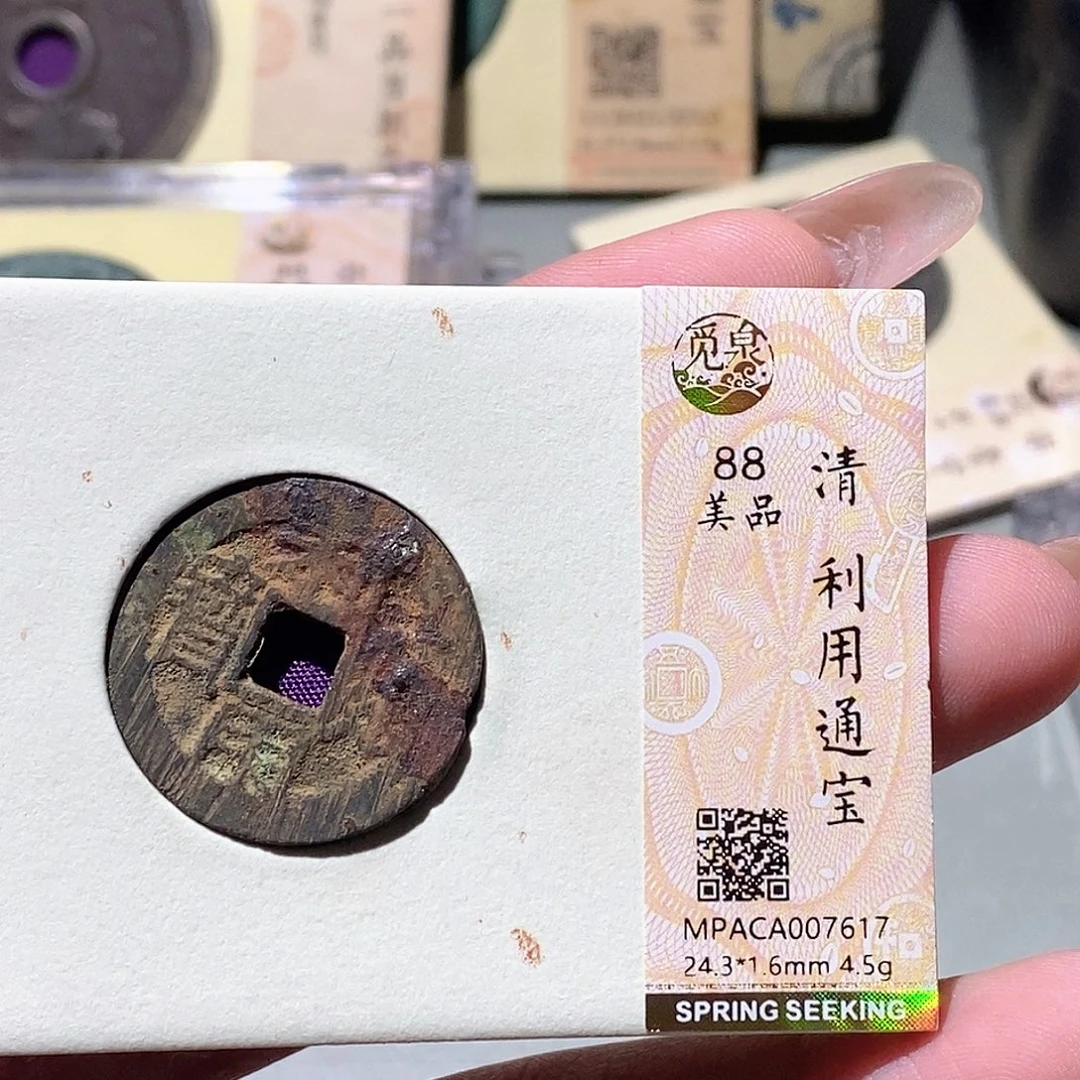 觅泉
88
美品
清 利用通宝
MPACA007617
24.3*1.6mm 4.5g
SPRING SEEKING